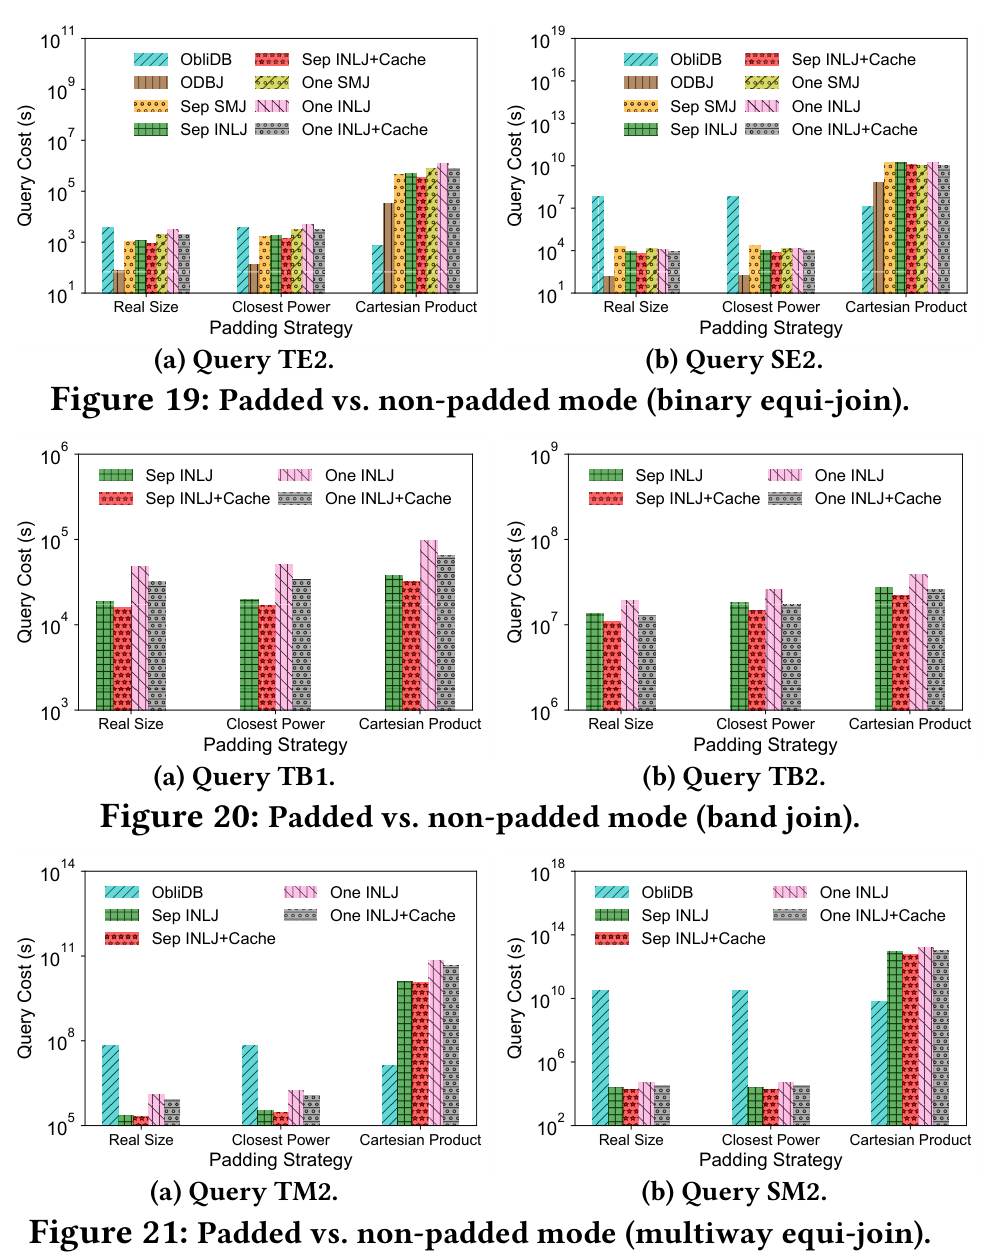 10^11
10^9
10^7
10^5
10^3
10^1
Query Cost (s)
ObliDB
ODBJ
Sep SMJ
Sep INLJ
Sep INLJ+Cache
One SMJ
One INLJ
One INLJ+Cache
Real Size
Closest Power
Cartesian Product
Padding Strategy
(a) Query TE2.
10^19
10^16
10^13
10^10
10^7
10^4
10^1
Query Cost (s)
ObliDB
ODBJ
Sep SMJ
Sep INLJ
Sep INLJ+Cache
One SMJ
One INLJ
One INLJ+Cache
Real Size
Closest Power
Cartesian Product
Padding Strategy
(b) Query SE2.
Figure 19: Padded vs. non-padded mode (binary equi-join).
10^6
10^5
10^4
10^3
Query Cost (s)
Sep INLJ
Sep INLJ+Cache
One INLJ
One INLJ+Cache
Real Size
Closest Power
Cartesian Product
Padding Strategy
(a) Query TB1.
10^9
10^8
10^7
10^6
Query Cost (s)
Sep INLJ
Sep INLJ+Cache
One INLJ
One INLJ+Cache
Real Size
Closest Power
Cartesian Product
Padding Strategy
(b) Query TB2.
Figure 20: Padded vs. non-padded mode (band join).
10^14
10^11
10^8
10^5
Query Cost (s)
ObliDB
Sep INLJ
Sep INLJ+Cache
One INLJ
One INLJ+Cache
Real Size
Closest Power
Cartesian Product
Padding Strategy
(a) Query TM2.
10^18
10^14
10^10
10^6
10^2
Query Cost (s)
ObliDB
Sep INLJ
Sep INLJ+Cache
One INLJ
One INLJ+Cache
Real Size
Closest Power
Cartesian Product
Padding Strategy
(b) Query SM2.
Figure 21: Padded vs. non-padded mode (multiway equi-join).